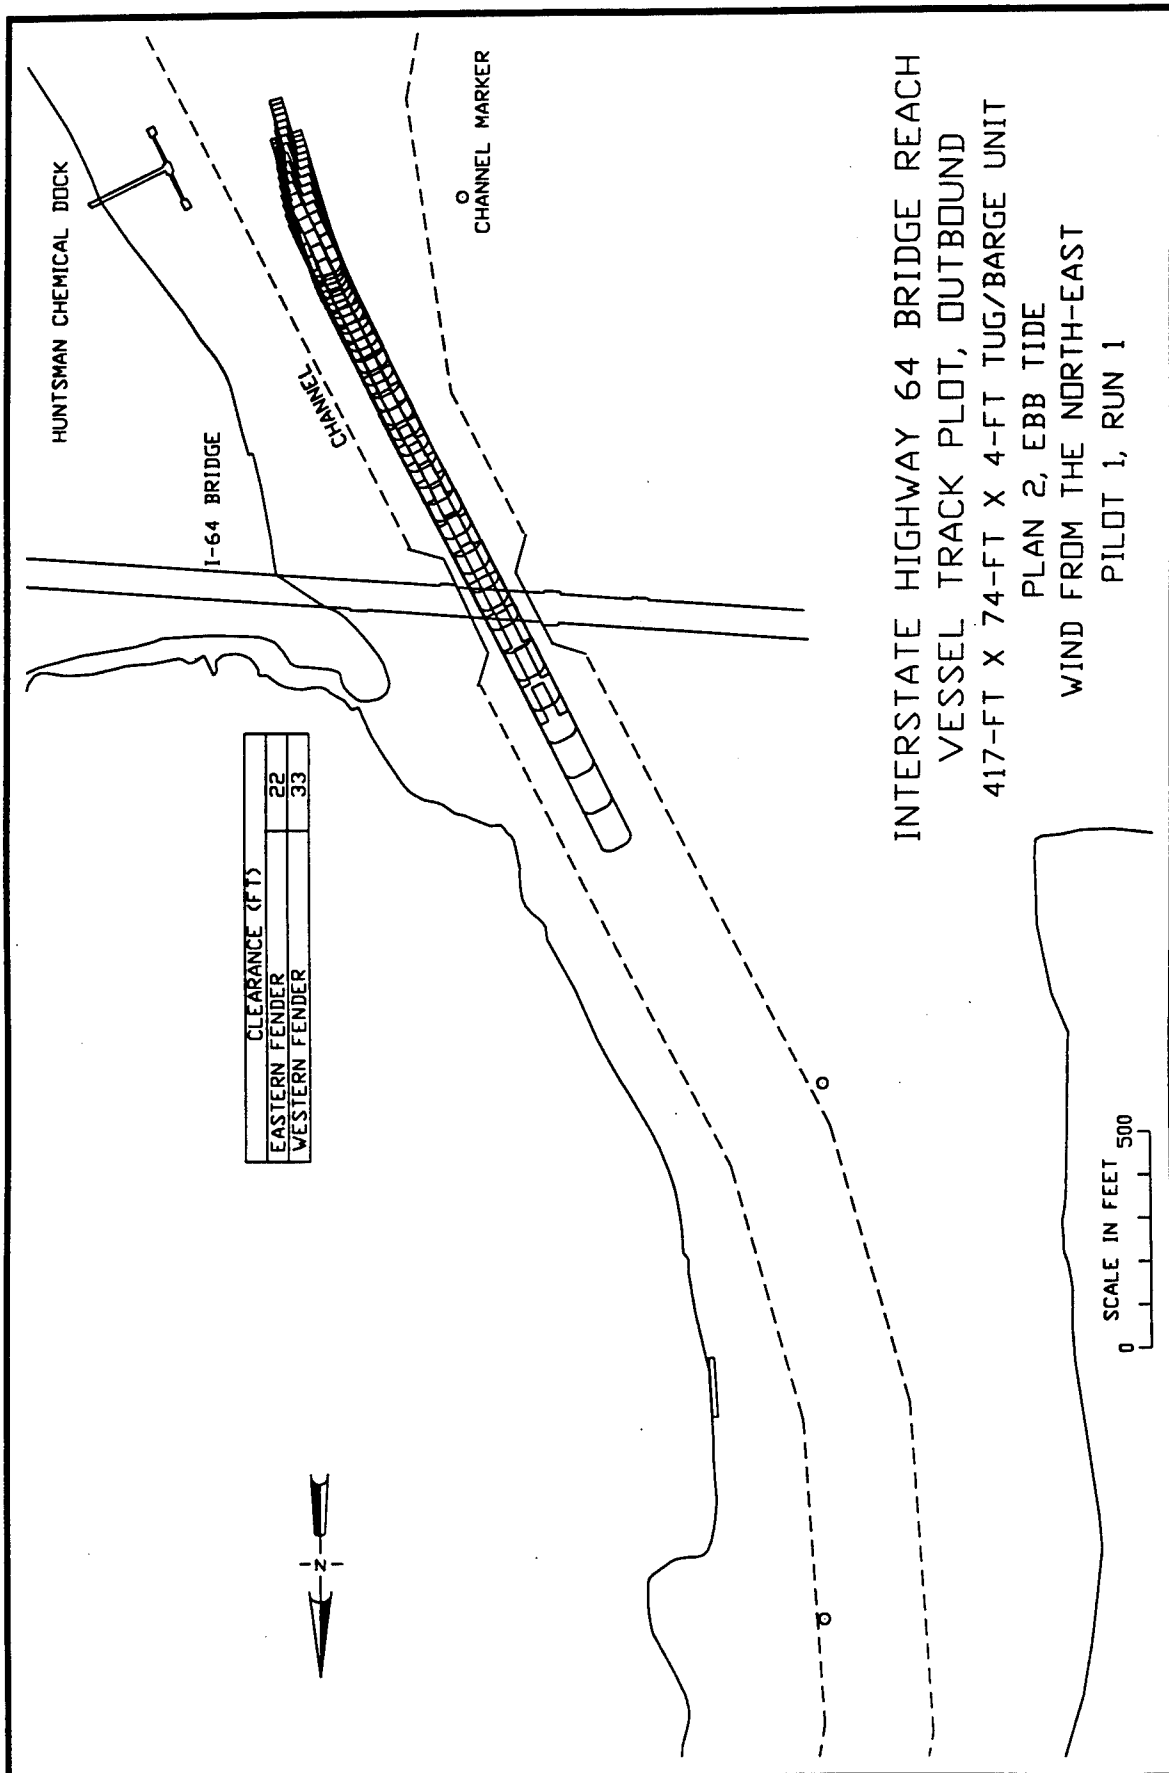 HUNTSMAN CHEMICAL DOCK
CHANNEL MARKER
CHANNEL
I-64 BRIDGE
CLEARANCE (FT)
EASTERN FENDER 22
WESTERN FENDER 33
N
SCALE IN FEET
0 500
INTERSTATE HIGHWAY 64 BRIDGE REACH
VESSEL TRACK PLOT, OUTBOUND
417-FT X 74-FT X 4-FT TUG/BARGE UNIT
PLAN 2, EBB TIDE
WIND FROM THE NORTH-EAST
PILOT 1, RUN 1